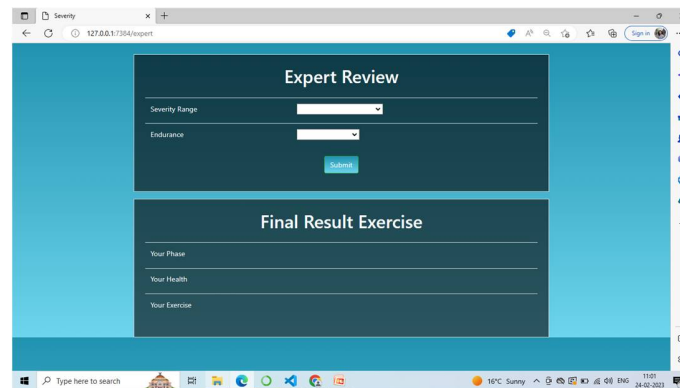 Severity
127.0.0.1:7384/expert
Sign in
Expert Review
Severity Range
Endurance
Submit
Final Result Exercise
Your Phase
Your Health
Your Exercise
Type here to search
16°C Sunny
ENG
11:01
24-02-2023